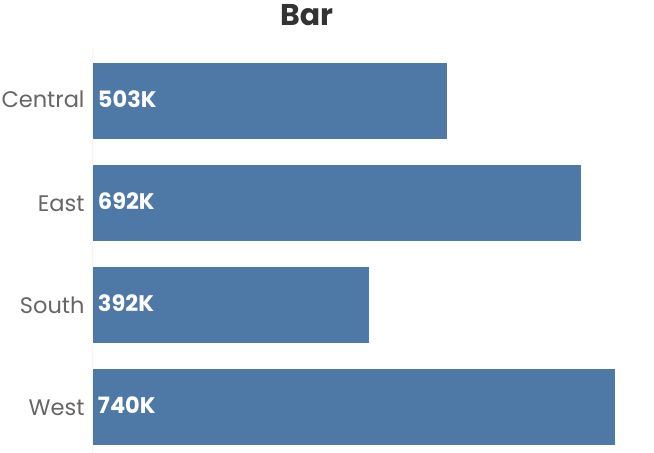 Bar
Central 503K
East 692K
South 392K
West 740K